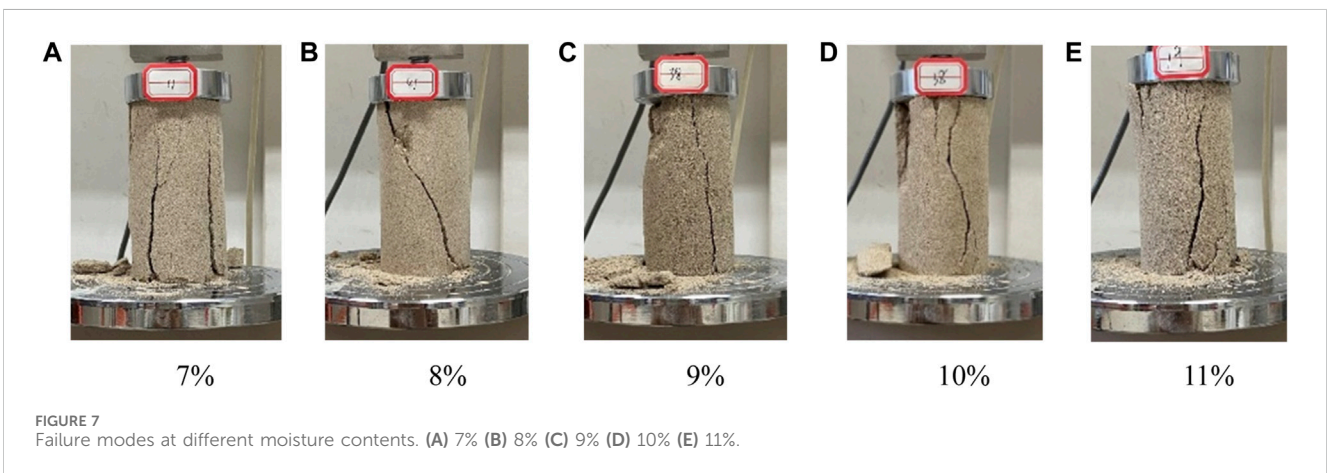 A
B
C
D
E
7%
8%
9%
10%
11%
FIGURE 7
Failure modes at different moisture contents. (A) 7% (B) 8% (C) 9% (D) 10% (E) 11%.